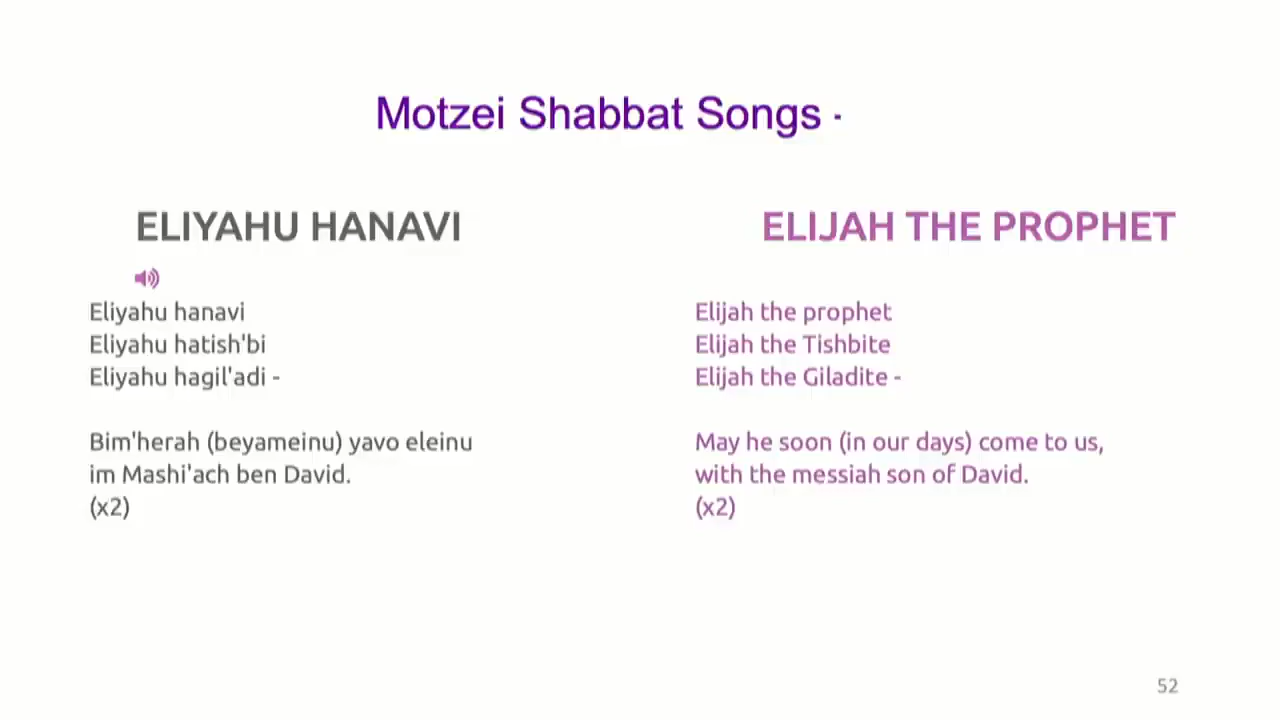 Motzei Shabbat Songs -
ELIYAHU HANAVI
Eliyahu hanavi
Eliyahu hatish'bi
Eliyahu hagil'adi -
Bim'herah (beyameinu) yavo eleinu
im Mashi'ach ben David.
(x2)
ELIJAH THE PROPHET
Elijah the prophet
Elijah the Tishbite
Elijah the Giladite -
May he soon (in our days) come to us,
with the messiah son of David.
(x2)
52